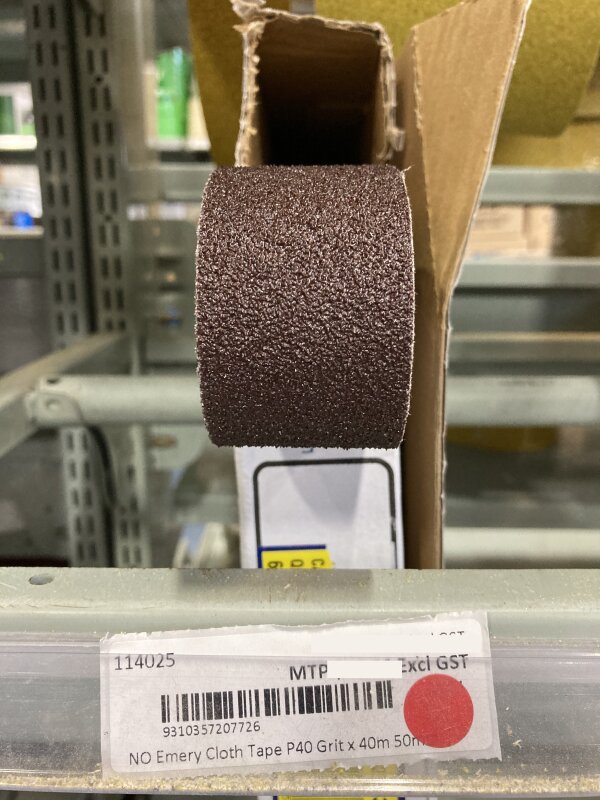 114025
MTP Excl GST
9310357207726
NO Emery Cloth Tape P40 Grit x 40m 50m